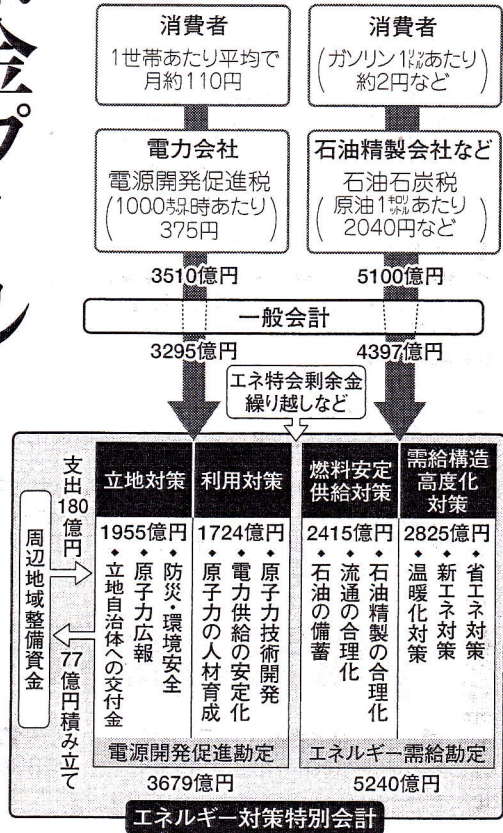 金プール
消費者
1世帯あたり平均で
月約110円
消費者
(ガソリン1リットルあたり
約2円など)
電力会社
電源開発促進税
(1000キロワット時あたり
375円)
石油精製会社など
石油石炭税
(原油1キロリットルあたり
2040円など)
3510億円
5100億円
一般会計
3295億円
4397億円
エネ特会剰余金
繰り越しなど
周辺地域整備資金
支出180億円
77億円積み立て
立地対策
1955億円
◆立地自治体への交付金
◆原子力広報
◆防災・環境安全
利用対策
1724億円
◆原子力の人材育成
◆電力供給の安定化
◆原子力技術開発
燃料安定
供給対策
2415億円
◆石油の備蓄
◆流通の合理化
◆石油精製の合理化
需給構造
高度化
対策
2825億円
◆温暖化対策
◆新エネ対策
◆省エネ対策
電源開発促進勘定
3679億円
エネルギー需給勘定
5240億円
エネルギー対策特別会計